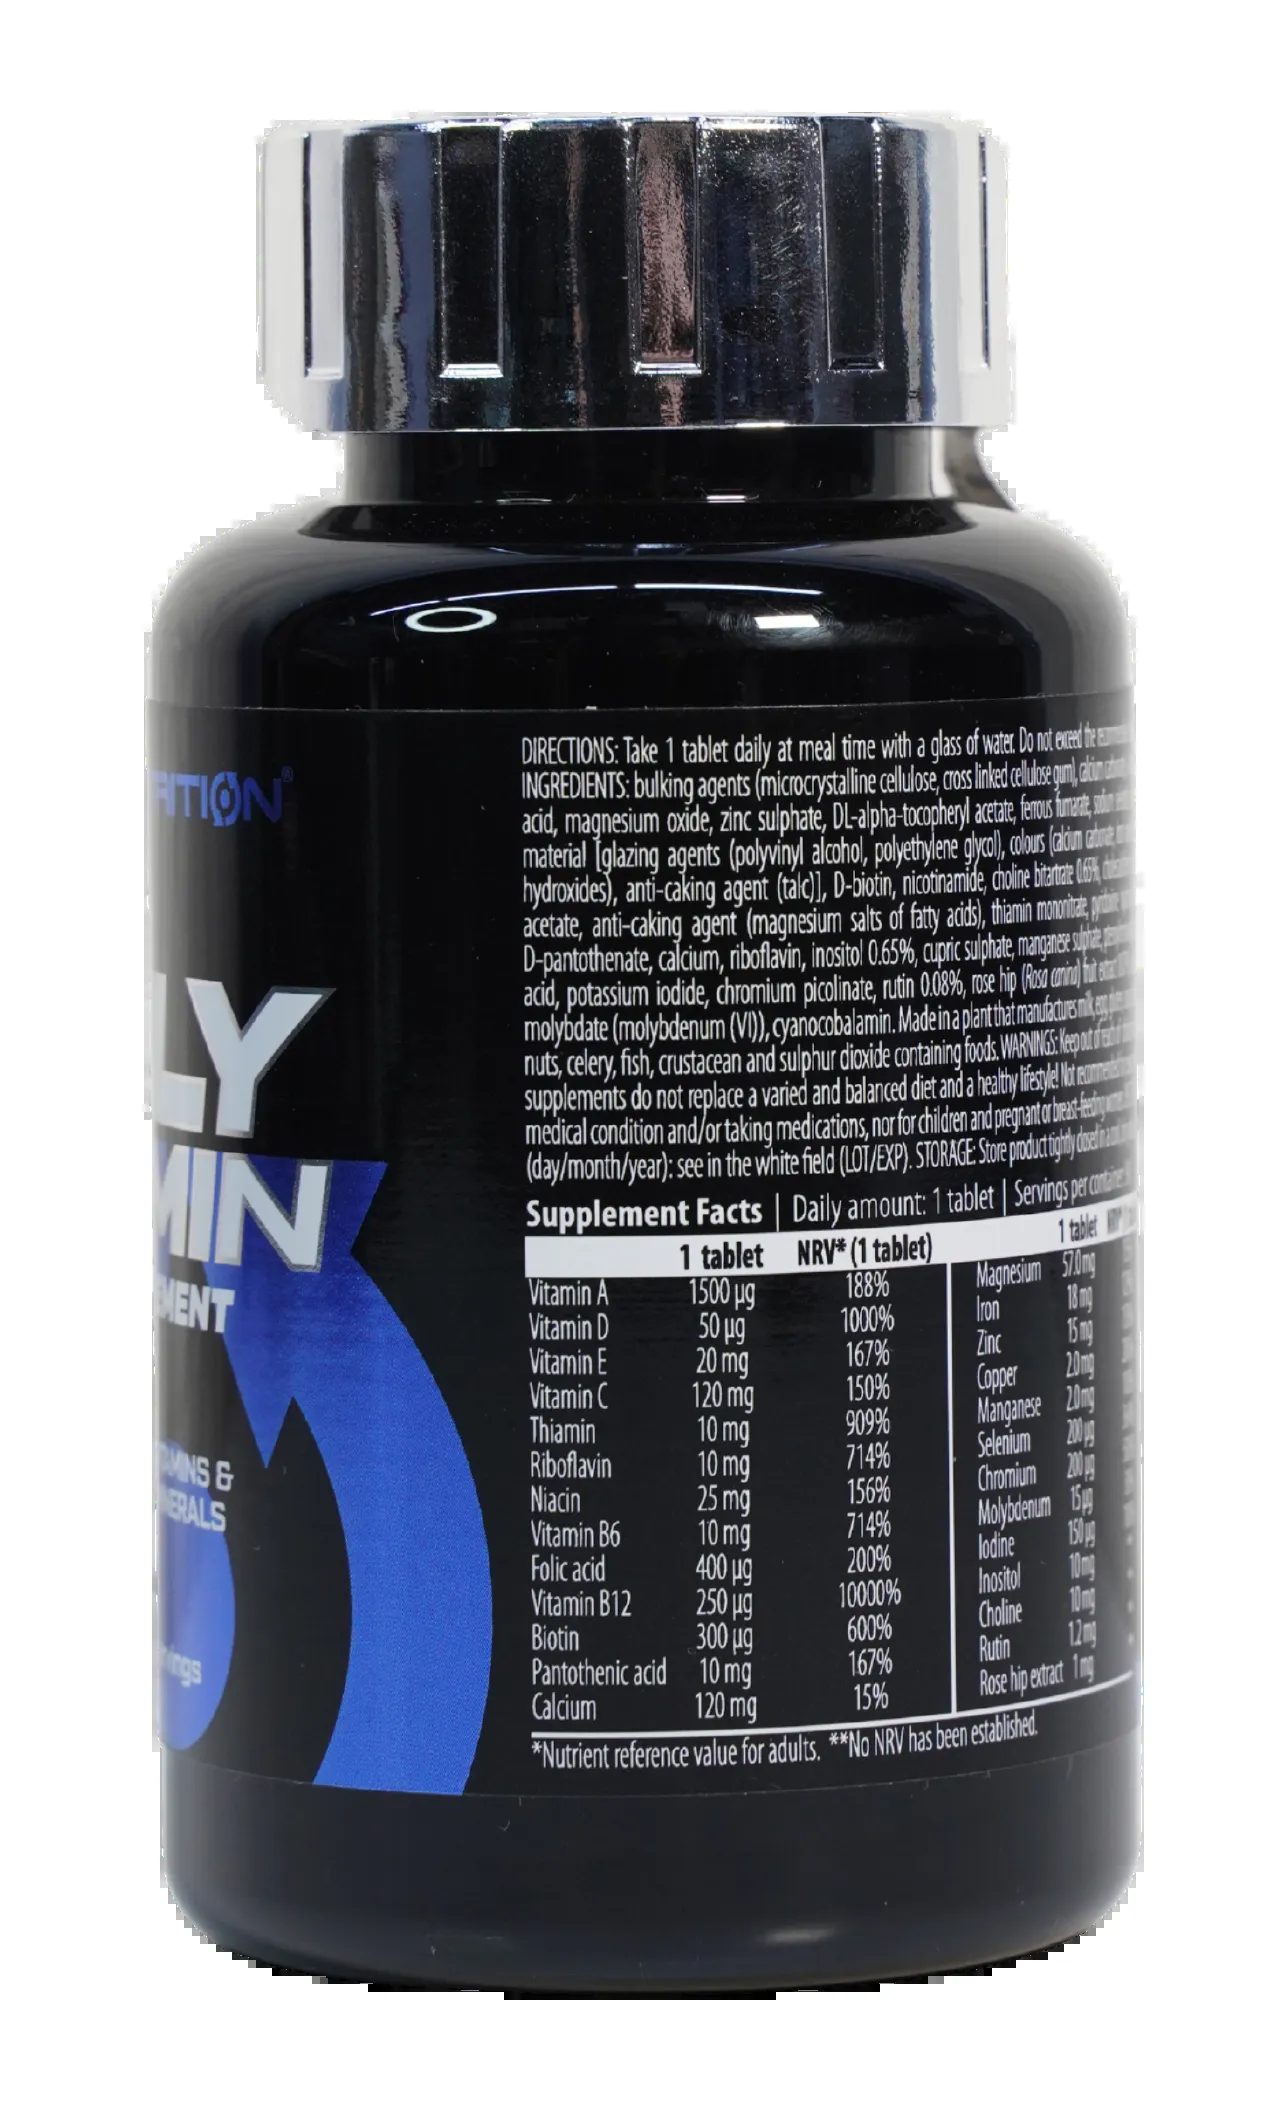 RITION®
LY
MIN
EMENT
AMINS &
NERALS
ings
DIRECTIONS: Take 1 tablet daily at meal time with a glass of water. Do not exceed the
INGREDIENTS: bulking agents (microcrystalline cellulose, cross linked cellulose gum), calcium carbonate,
acid, magnesium oxide, zinc sulphate, DL-alpha-tocopheryl acetate, ferrous fumarate, sodium
material [glazing agents (polyvinyl alcohol, polyethylene glycol), colours (calcium carbonate,
hydroxides), anti-caking agent (talc)], D-biotin, nicotinamide, choline bitartrate 0.65%,
acetate, anti-caking agent (magnesium salts of fatty acids), thiamin mononitrate, pyridoxine
D-pantothenate, calcium, riboflavin, inositol 0.65%, cupric sulphate, manganese sulphate,
acid, potassium iodide, chromium picolinate, rutin 0.08%, rose hip (Rosa canina) fruit extract
molybdate (molybdenum (VI)), cyanocobalamin. Made in a plant that manufactures milk, egg,
nuts, celery, fish, crustacean and sulphur dioxide containing foods. WARNINGS: Keep out of reach of
supplements do not replace a varied and balanced diet and a healthy lifestyle! Not recommended
medical condition and/or taking medications, nor for children and pregnant or breast-feeding women.
(day/month/year): see in the white field (LOT/EXP). STORAGE: Store product tightly closed in a
Supplement Facts | Daily amount: 1 tablet | Servings per container:
1 tablet NRV* (1 tablet) 1 tablet
Vitamin A 1500 µg 188% Magnesium 57.0 mg
Vitamin D 50 µg 1000% Iron 18 mg
Vitamin E 20 mg 167% Zinc 15 mg
Vitamin C 120 mg 150% Copper 2.0 mg
Thiamin 10 mg 909% Manganese 2.0 mg
Riboflavin 10 mg 714% Selenium 200 µg
Niacin 25 mg 156% Chromium 200 µg
Vitamin B6 10 mg 714% Molybdenum 15 µg
Folic acid 400 µg 200% Iodine 150 µg
Vitamin B12 250 µg 10000% Inositol 10 mg
Biotin 300 µg 600% Choline 10 mg
Pantothenic acid 10 mg 167% Rutin 1.2 mg
Calcium 120 mg 15% Rose hip extract 1 mg
*Nutrient reference value for adults. **No NRV has been established.